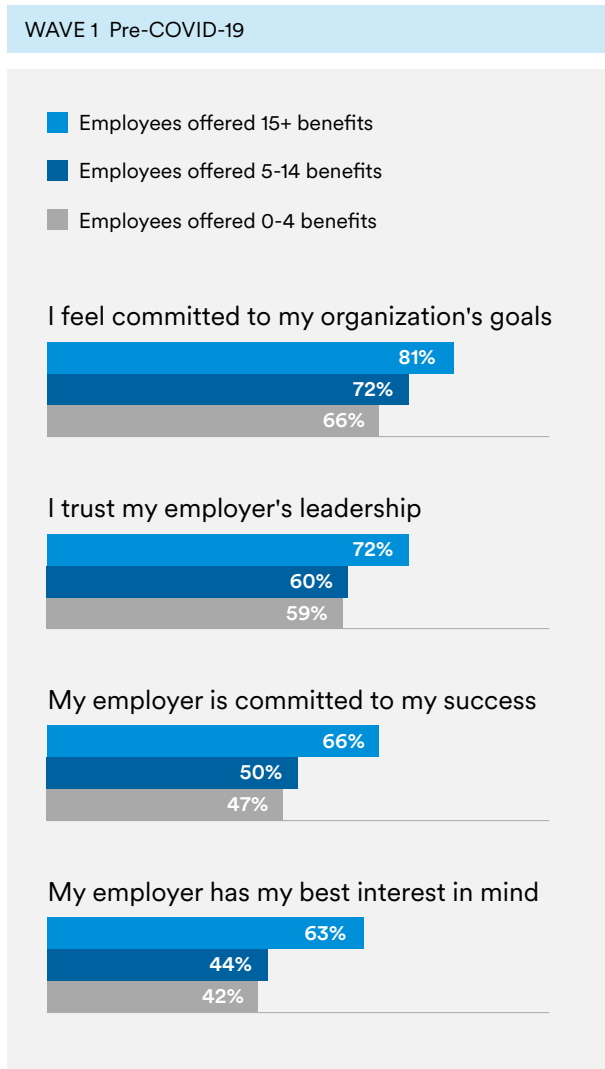 WAVE 1 Pre-COVID-19
Employees offered 15+ benefits
Employees offered 5-14 benefits
Employees offered 0-4 benefits
I feel committed to my organization's goals
81%
72%
66%
I trust my employer's leadership
72%
60%
59%
My employer is committed to my success
66%
50%
47%
My employer has my best interest in mind
63%
44%
42%